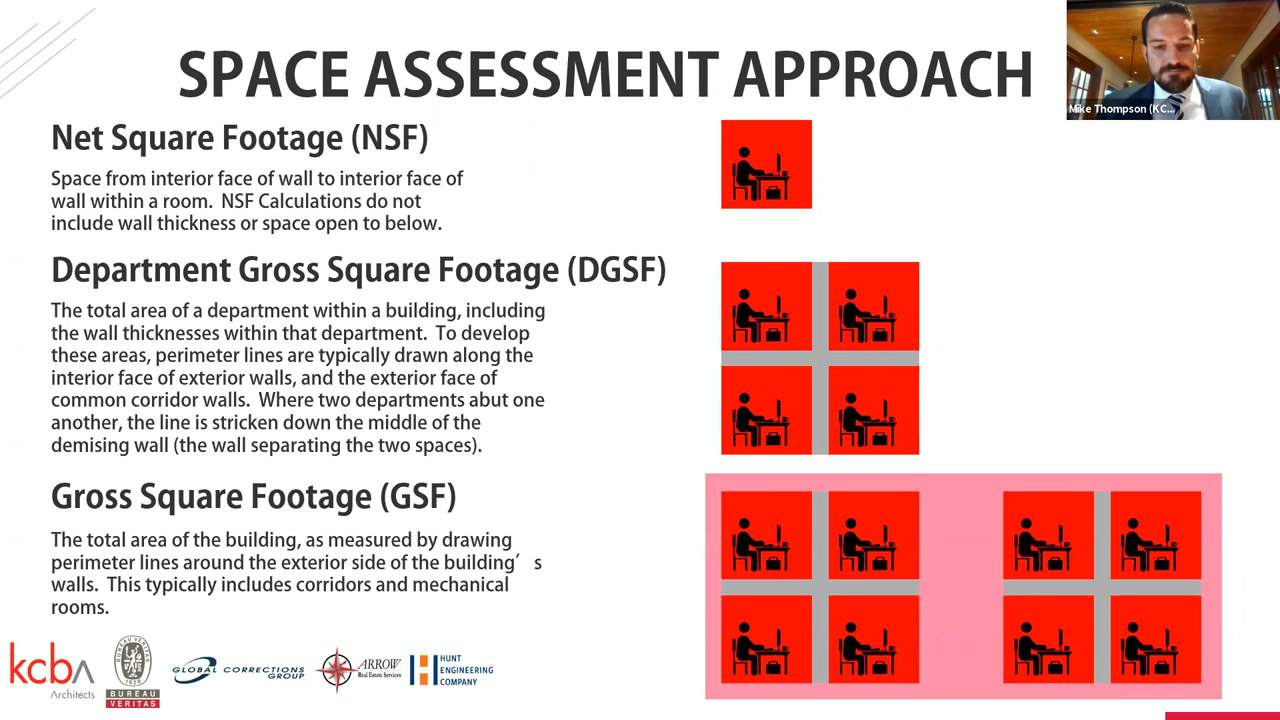 SPACE ASSESSMENT APPROACH
Mike Thompson (KC...
Net Square Footage (NSF)
Space from interior face of wall to interior face of
wall within a room. NSF Calculations do not
include wall thickness or space open to below.
Department Gross Square Footage (DGSF)
The total area of a department within a building, including
the wall thicknesses within that department. To develop
these areas, perimeter lines are typically drawn along the
interior face of exterior walls, and the exterior face of
common corridor walls. Where two departments abut one
another, the line is stricken down the middle of the
demising wall (the wall separating the two spaces).
Gross Square Footage (GSF)
The total area of the building, as measured by drawing
perimeter lines around the exterior side of the building′ s
walls. This typically includes corridors and mechanical
rooms.
kcba
Architects
BUREAU VERITAS
1828
BUREAU
VERITAS
GLOBAL CORRECTIONS
GROUP
ARROW
Real Estate Services
HUNT
ENGINEERING
COMPANY